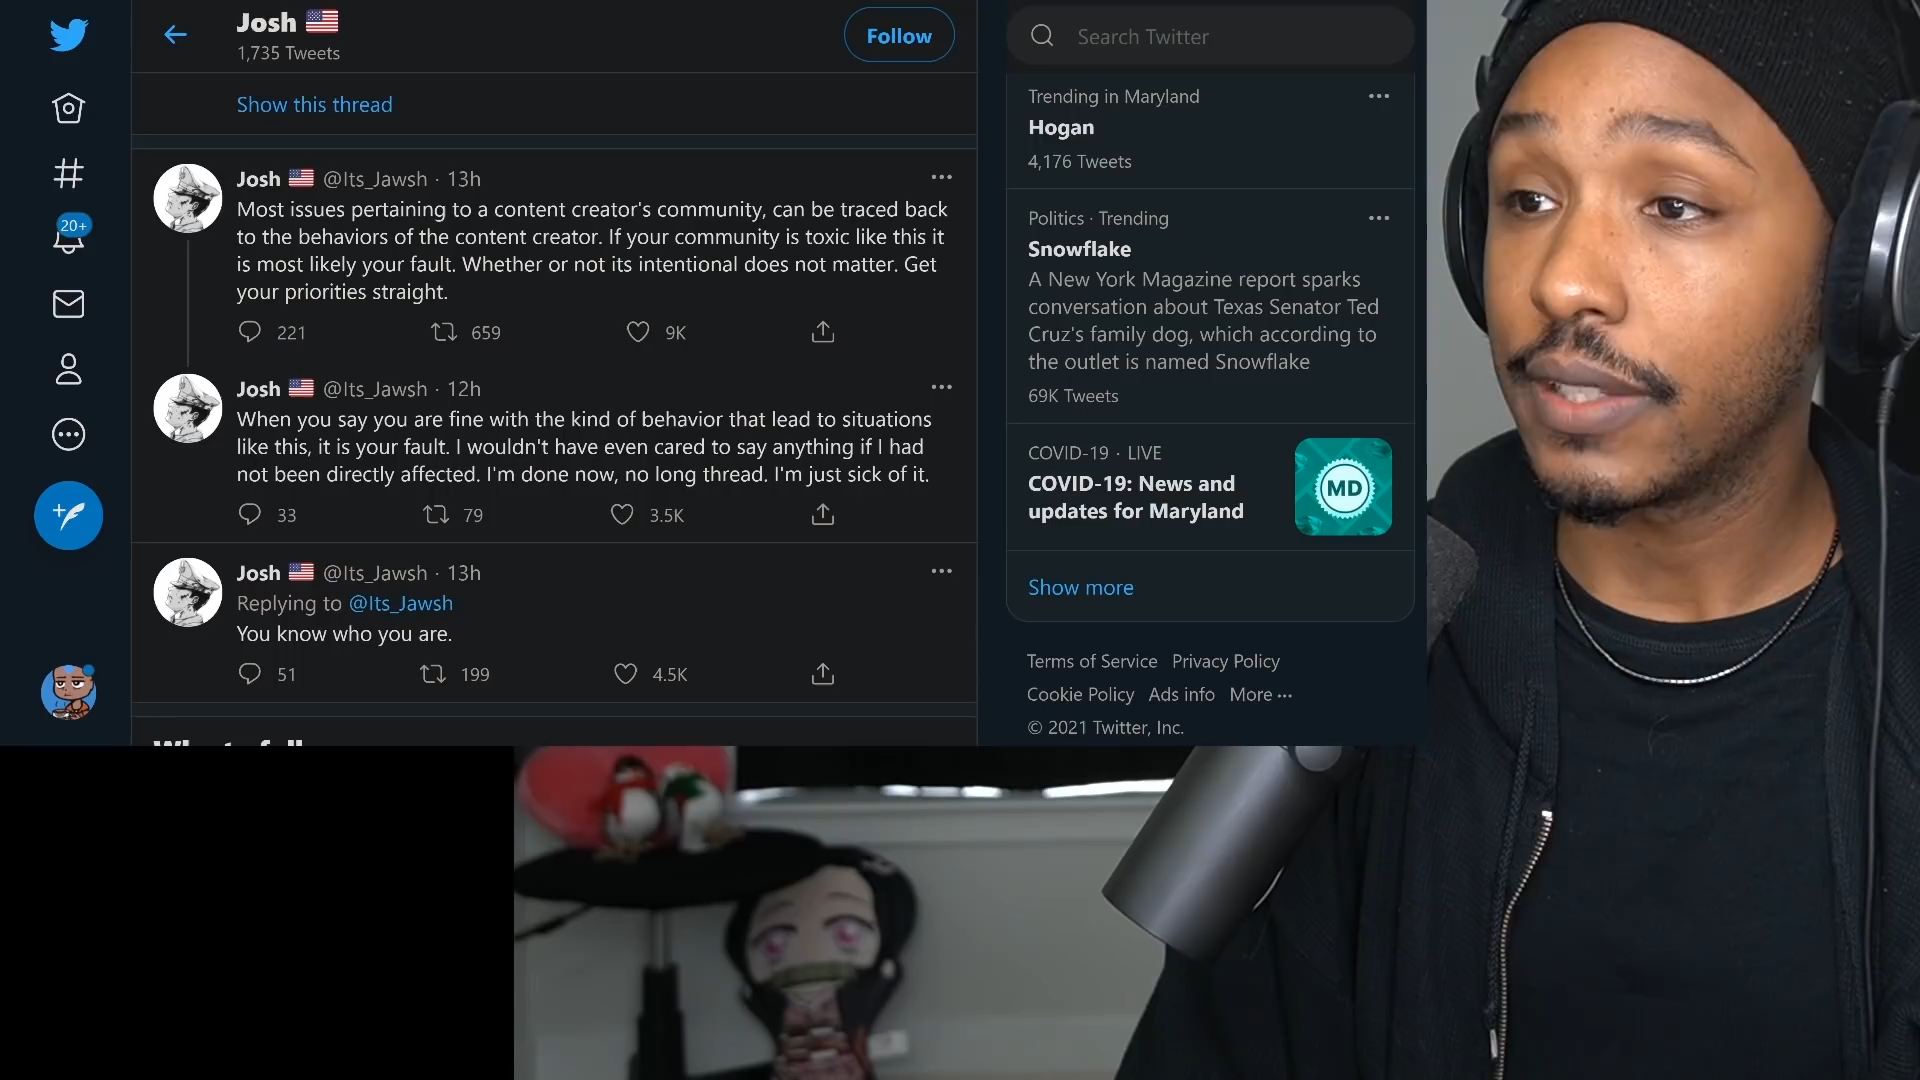 Josh
1,735 Tweets
Follow
Show this thread
Josh @Its_Jawsh · 13h
Most issues pertaining to a content creator's community, can be traced back
to the behaviors of the content creator. If your community is toxic like this it
is most likely your fault. Whether or not its intentional does not matter. Get
your priorities straight.
221 659 9K
Josh @Its_Jawsh · 12h
When you say you are fine with the kind of behavior that lead to situations
like this, it is your fault. I wouldn't have even cared to say anything if I had
not been directly affected. I'm done now, no long thread. I'm just sick of it.
33 79 3.5K
Josh @Its_Jawsh · 13h
Replying to @Its_Jawsh
You know who you are.
51 199 4.5K
20+
Search Twitter
Trending in Maryland
Hogan
4,176 Tweets
Politics · Trending
Snowflake
A New York Magazine report sparks
conversation about Texas Senator Ted
Cruz's family dog, which according to
the outlet is named Snowflake
69K Tweets
COVID-19 · LIVE
COVID-19: News and
updates for Maryland
MD
Show more
Terms of Service Privacy Policy
Cookie Policy Ads info More ···
© 2021 Twitter, Inc.